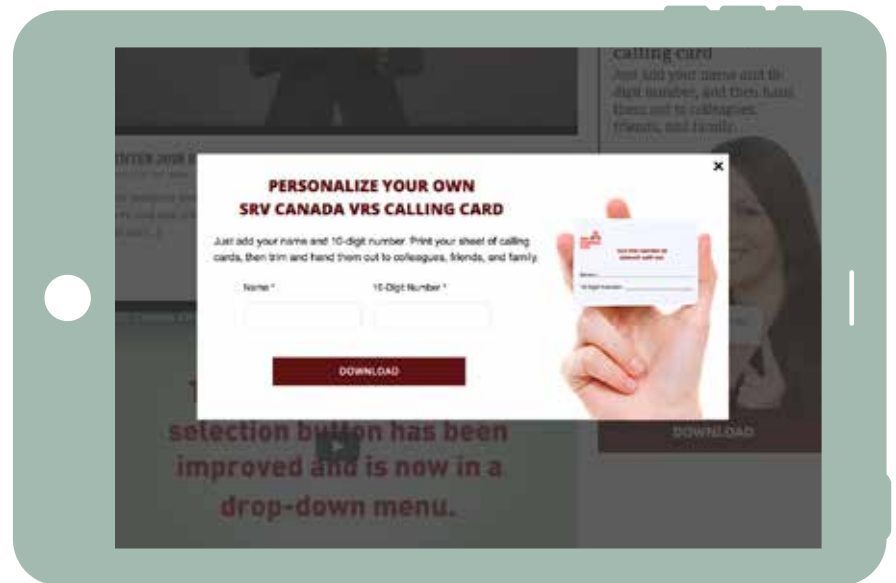 calling card
Just add your name and 10-
digit number, and then hand
them out to colleagues,
friends, and family.
PERSONALIZE YOUR OWN
SRV CANADA VRS CALLING CARD
Just add your name and 10-digit number. Print your sheet of calling
cards, then trim and hand them out to colleagues, friends, and family.
Name *
10-Digit Number *
DOWNLOAD
DOWNLOAD
selection button has been
improved and is now in a
drop-down menu.